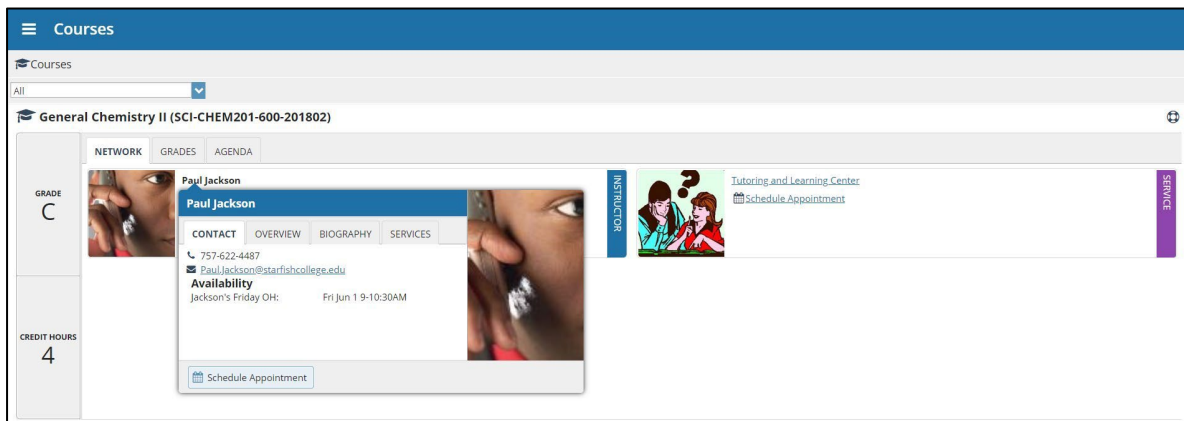 Courses
Courses
All
General Chemistry II (SCI-CHEM201-600-201802)
GRADE
C
CREDIT HOURS
4
NETWORK GRADES AGENDA
Paul Jackson
Paul Jackson
CONTACT OVERVIEW BIOGRAPHY SERVICES
757-622-4487
Paul.Jackson@starfishcollege.edu
Availability
Jackson's Friday OH: Fri Jun 1 9-10:30AM
Schedule Appointment
INSTRUCTOR
Tutoring and Learning Center
Schedule Appointment
SERVICE